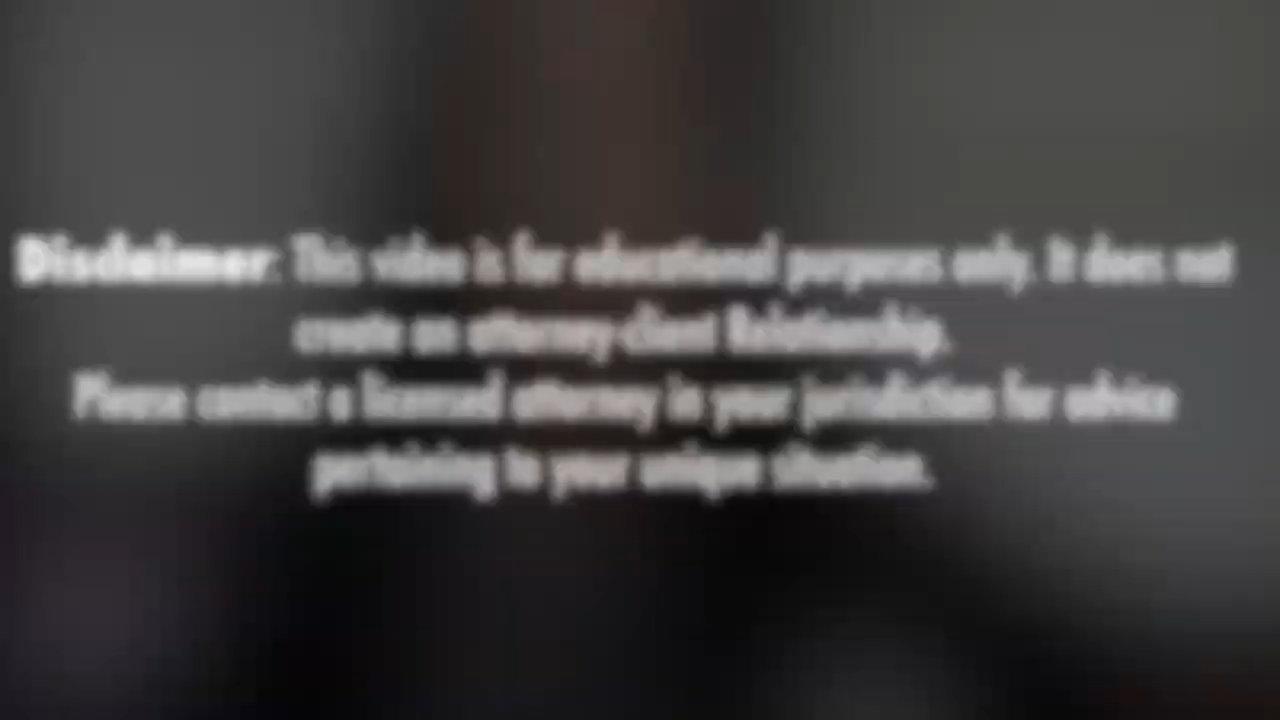 Disclaimer: This video is for educational purposes only. It does not
create an attorney-client Relationship.
Please contact a licensed attorney in your jurisdiction for advice
pertaining to your unique situation.